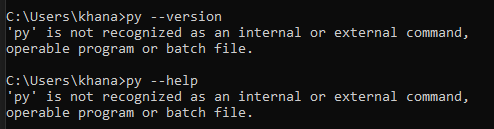 C:\Users\khana>py --version
'py' is not recognized as an internal or external command,
operable program or batch file.
C:\Users\khana>py --help
'py' is not recognized as an internal or external command,
operable program or batch file.